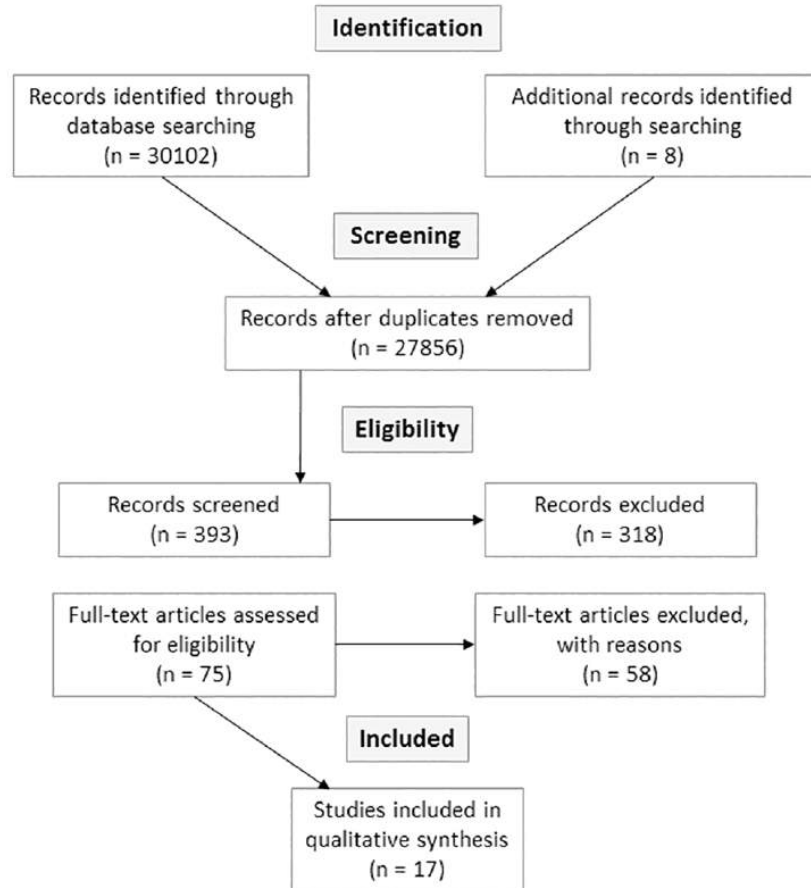 Identification
Records identified through
database searching
(n = 30102)
Additional records identified
through searching
(n = 8)
Screening
Records after duplicates removed
(n = 27856)
Eligibility
Records screened
(n = 393)
Records excluded
(n = 318)
Full-text articles assessed
for eligibility
(n = 75)
Full-text articles excluded,
with reasons
(n = 58)
Included
Studies included in
qualitative synthesis
(n = 17)